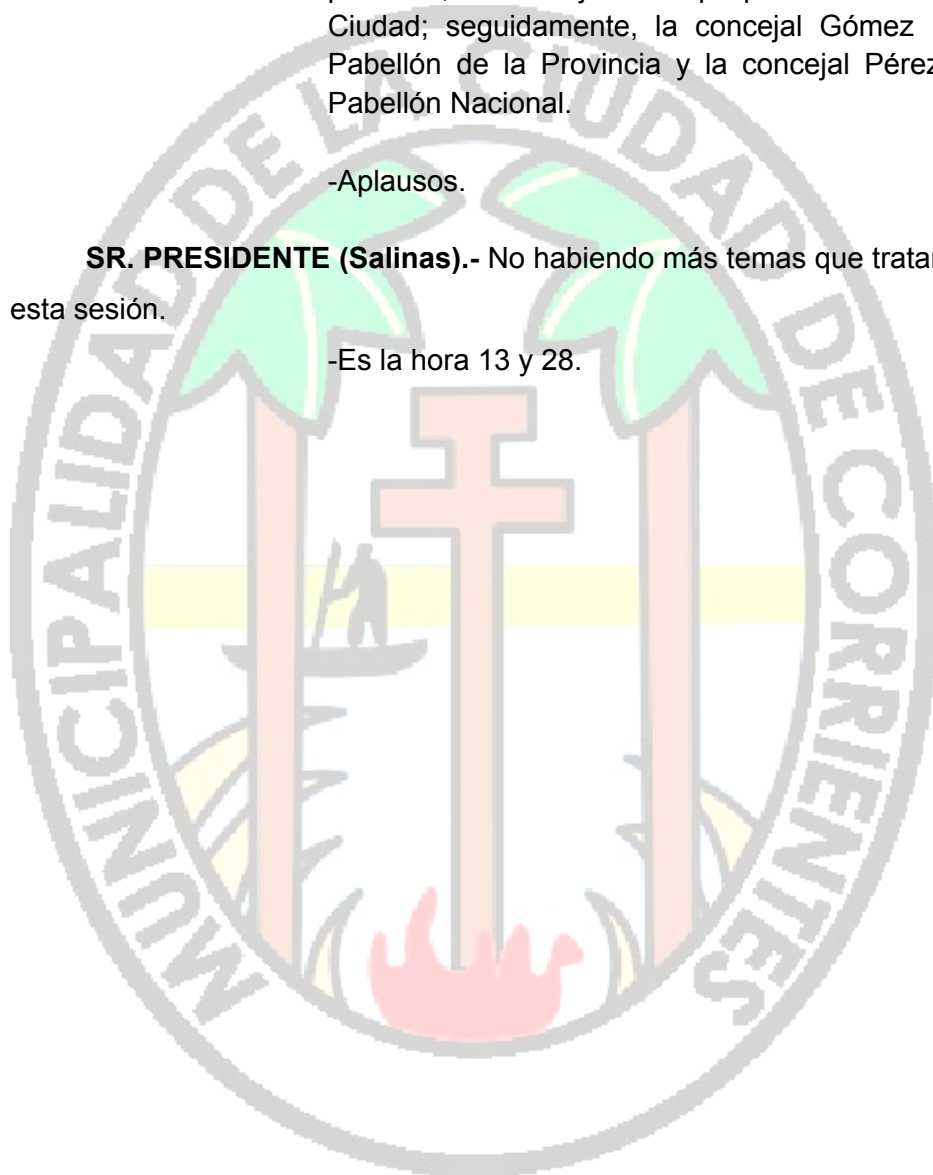 Ciudad; seguidamente, la concejal Gómez
Pabellón de la Provincia y la concejal Pérez
Pabellón Nacional.
-Aplausos.
SR. PRESIDENTE (Salinas).- No habiendo más temas que tratar
esta sesión.
-Es la hora 13 y 28.
MUNICIPALIDAD DE LA CIUDAD DE CORRIENTES